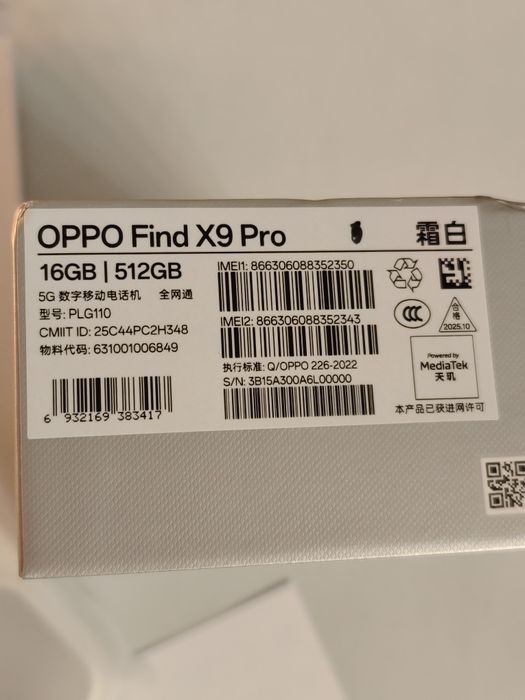 OPPO Find X9 Pro
霜白
16GB | 512GB
5G 数字移动电话机 全网通
型号: PLG110
CMIIT ID: 25C44PC2H348
物料代码: 631001006849
6 932169 383417
IMEI1: 866306088352350
IMEI2: 866306088352343
执行标准: Q/OPPO 226-2022
S/N: 3B15A300A6L00000
CCC
合格
2025.10
Powered by
MediaTek
天玑
本产品已获进网许可